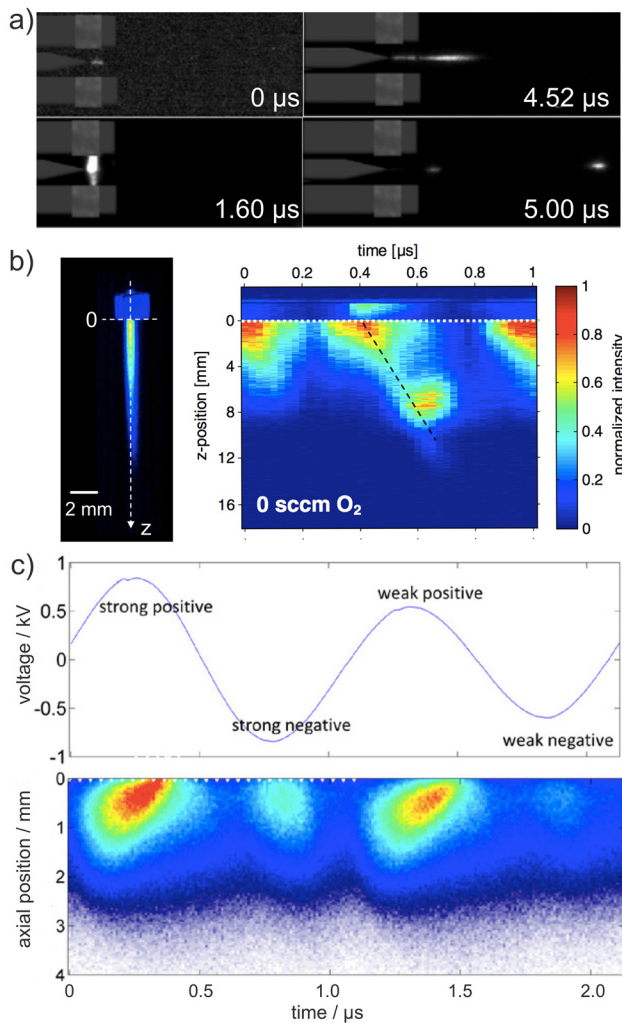 a)
0 µs
4.52 µs
1.60 µs
5.00 µs
b)
time [µs]
0 0.2 0.4 0.6 0.8 1
0
2 mm
z
z-position [mm]
0
4
8
12
16
0 sccm O₂
1
0.8
0.6
0.4
0.2
0
normalized intensity
c)
voltage / kV
1
0.5
0
-0.5
-1
strong positive
weak positive
strong negative
weak negative
axial position / mm
0
1
2
3
4
0 0.5 1.0 1.5 2.0
time / µs